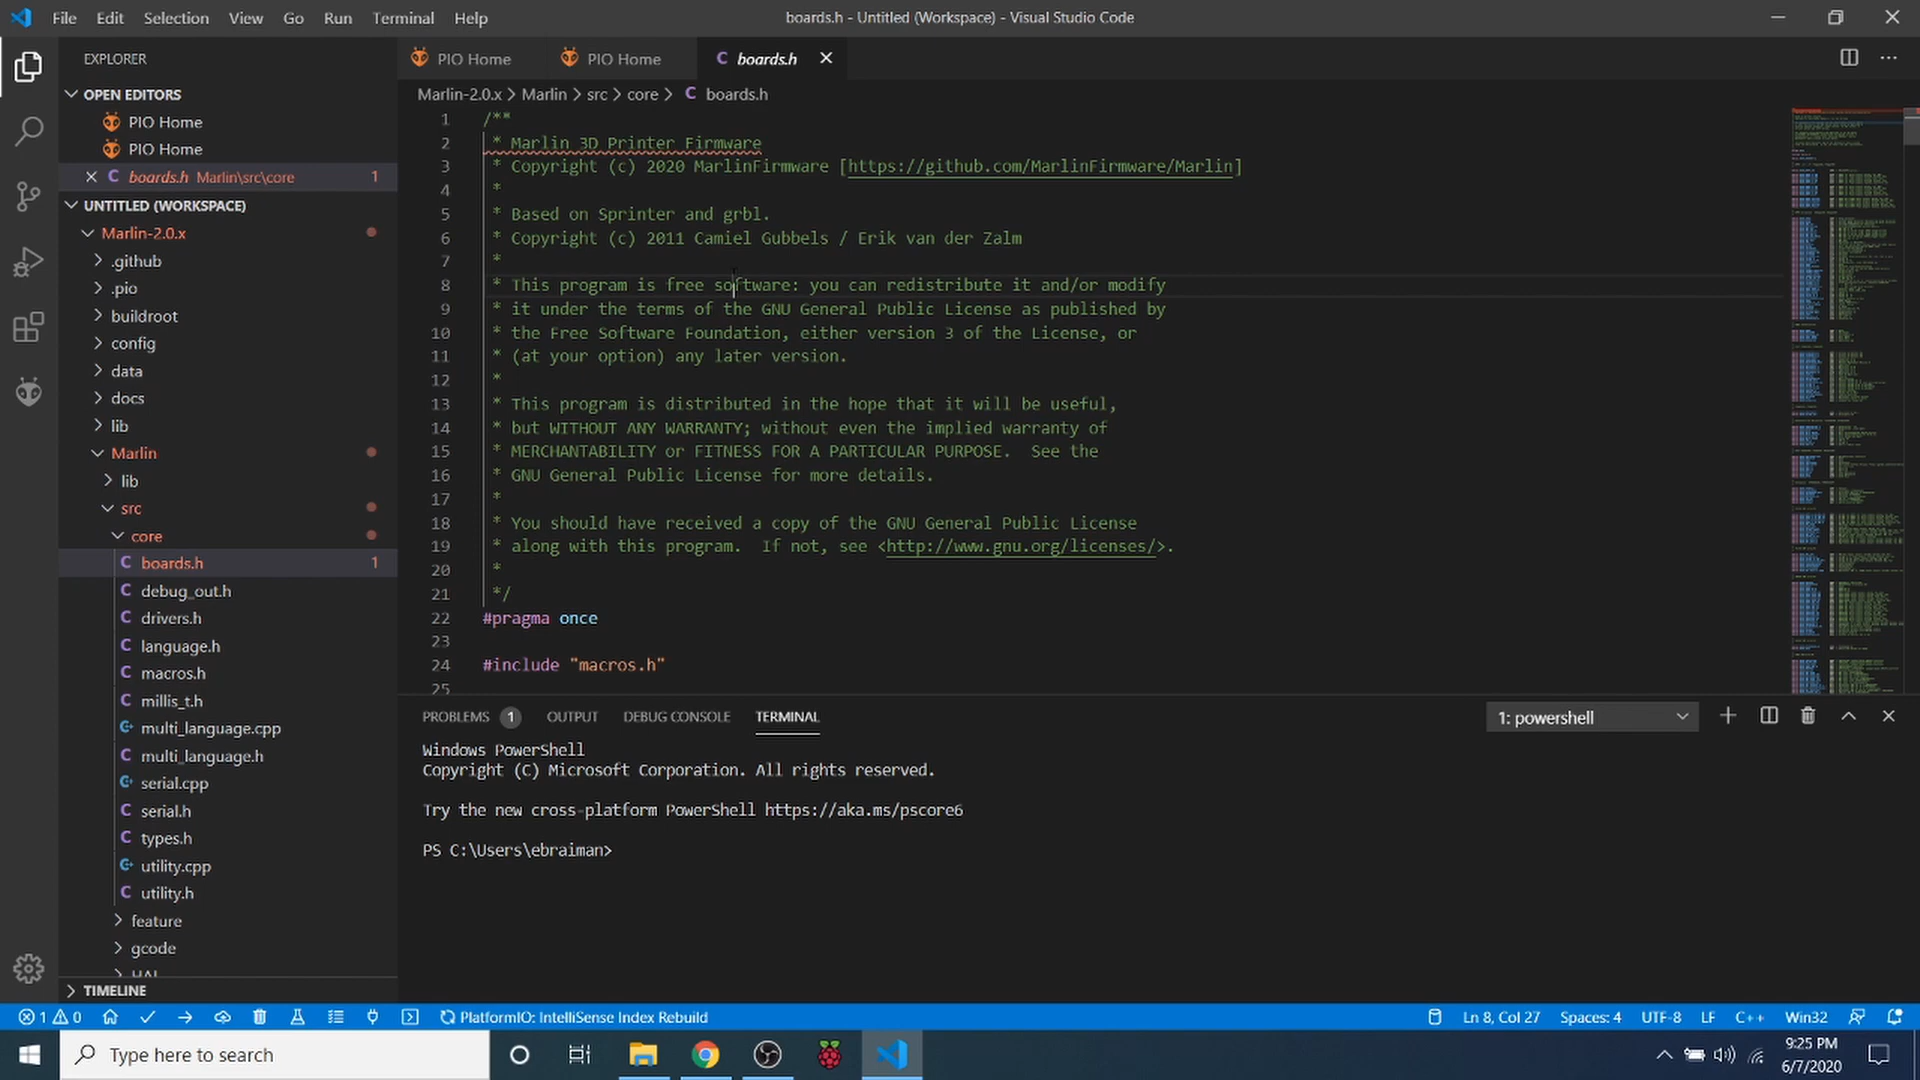 File Edit Selection View Go Run Terminal Help
boards.h - Untitled (Workspace) - Visual Studio Code
EXPLORER
OPEN EDITORS
PIO Home
PIO Home
boards.h Marlin\src\core 1
UNTITLED (WORKSPACE)
Marlin-2.0.x
.github
.pio
buildroot
config
data
docs
lib
Marlin
lib
src
core
boards.h 1
debug_out.h
drivers.h
language.h
macros.h
millis_t.h
multi_language.cpp
multi_language.h
serial.cpp
serial.h
types.h
utility.cpp
utility.h
feature
gcode
HAL
TIMELINE
PIO Home
PIO Home
boards.h
Marlin-2.0.x > Marlin > src > core > C boards.h
1 /**
2 * Marlin 3D Printer Firmware
3 * Copyright (c) 2020 MarlinFirmware [https://github.com/MarlinFirmware/Marlin]
4 *
5 * Based on Sprinter and grbl.
6 * Copyright (c) 2011 Camiel Gubbels / Erik van der Zalm
7 *
8 * This program is free software: you can redistribute it and/or modify
9 * it under the terms of the GNU General Public License as published by
10 * the Free Software Foundation, either version 3 of the License, or
11 * (at your option) any later version.
12 *
13 * This program is distributed in the hope that it will be useful,
14 * but WITHOUT ANY WARRANTY; without even the implied warranty of
15 * MERCHANTABILITY or FITNESS FOR A PARTICULAR PURPOSE.  See the
16 * GNU General Public License for more details.
17 *
18 * You should have received a copy of the GNU General Public License
19 * along with this program.  If not, see <http://www.gnu.org/licenses/>.
20 *
21 */
22 #pragma once
23
24 #include "macros.h"
25
PROBLEMS 1 OUTPUT DEBUG CONSOLE TERMINAL
1: powershell
Windows PowerShell
Copyright (C) Microsoft Corporation. All rights reserved.
Try the new cross-platform PowerShell https://aka.ms/pscore6
PS C:\Users\ebraiman>
1 0 PlatformIO: IntelliSense Index Rebuild
Ln 8, Col 27 Spaces: 4 UTF-8 LF C++ Win32
Type here to search
9:25 PM
6/7/2020